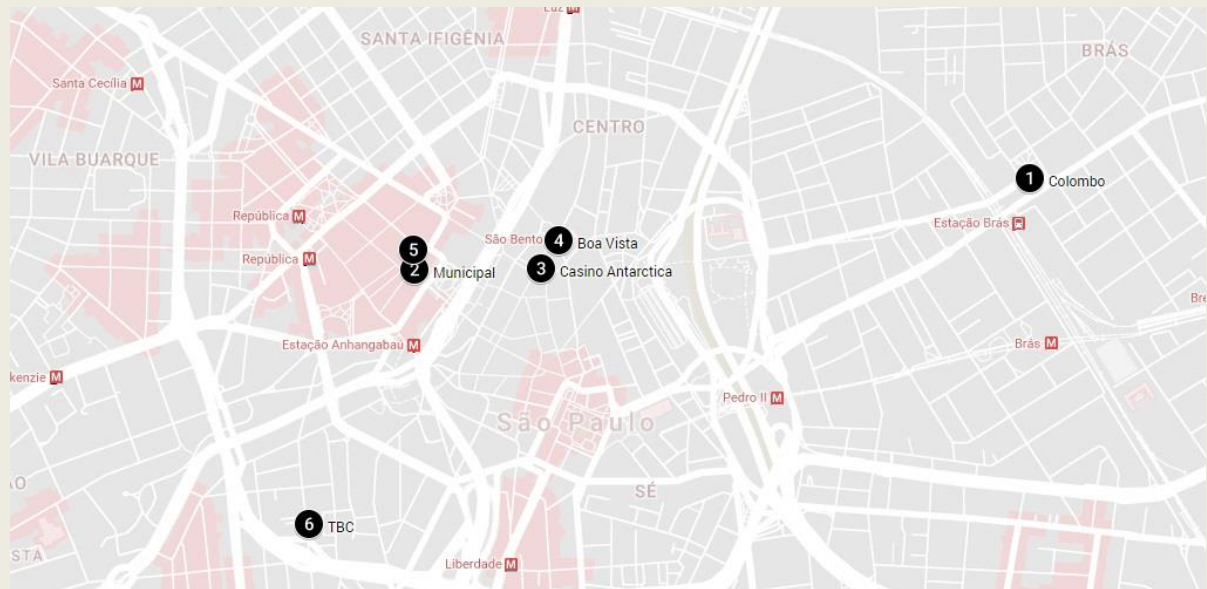 Luz M
SANTA IFIGÊNIA
BRÁS
Santa Cecília M
CENTRO
VILA BUARQUE
1 Colombo
República M
Estação Brás
São Bento 4 Boa Vista
5
República M
2 Municipal
3 Casino Antarctica
Bre
Estação Anhangabaú M
Brás M
kenzie M
Pedro II M
São Paulo
ÃO
SÉ
6 TBC
STA
Liberdade M